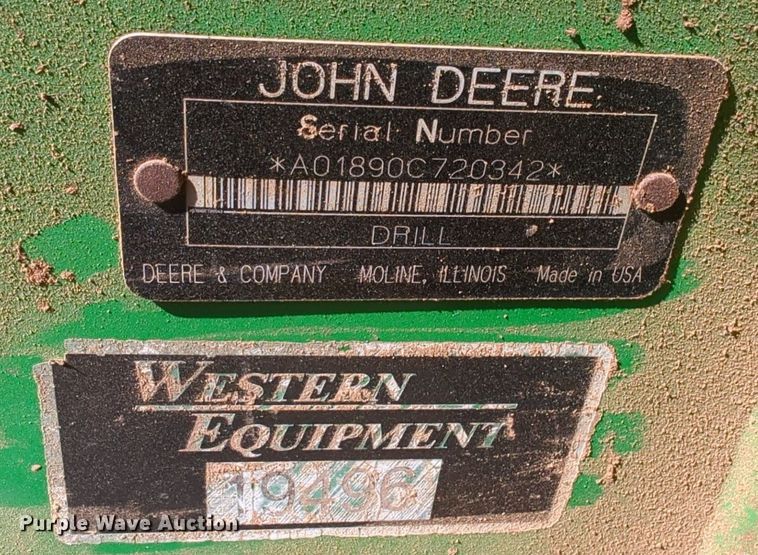 JOHN DEERE
Serial Number
*A01890C720342*
DRILL
DEERE & COMPANY MOLINE, ILLINOIS Made in USA
WESTERN
EQUIPMENT
19496
Purple Wave Auction